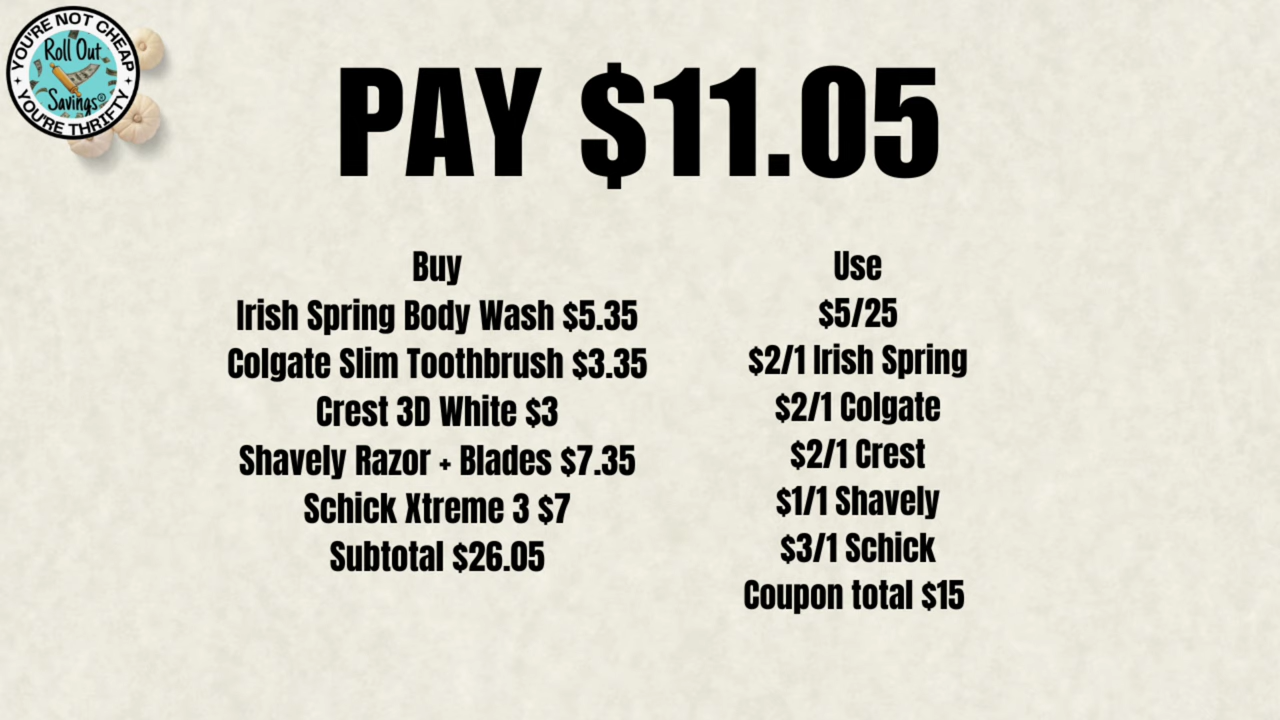 YOU'RE NOT CHEAP
Roll Out
Savings®
YOU'RE THRIFTY
PAY $11.05
Buy
Irish Spring Body Wash $5.35
Colgate Slim Toothbrush $3.35
Crest 3D White $3
Shavely Razor + Blades $7.35
Schick Xtreme 3 $7
Subtotal $26.05
Use
$5/25
$2/1 Irish Spring
$2/1 Colgate
$2/1 Crest
$1/1 Shavely
$3/1 Schick
Coupon total $15